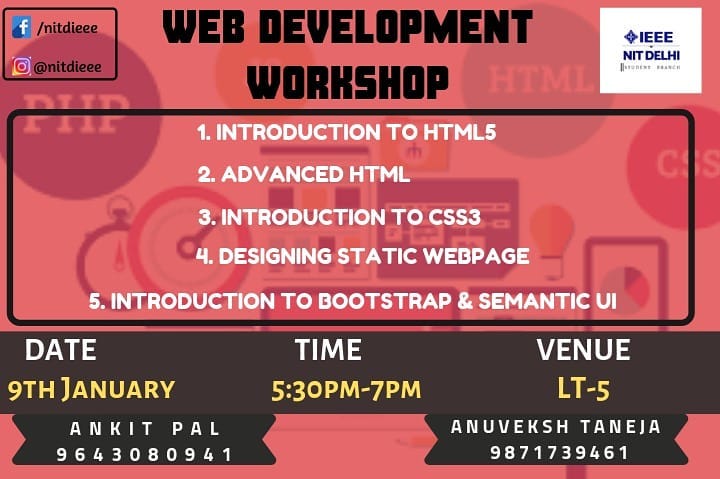 /nitdieee
@nitdieee
WEB DEVELOPMENT
WORKSHOP
IEEE
NIT DELHI
STUDENT BRANCH
PHP
HTML
CSS
1. INTRODUCTION TO HTML5
2. ADVANCED HTML
3. INTRODUCTION TO CSS3
4. DESIGNING STATIC WEBPAGE
5. INTRODUCTION TO BOOTSTRAP & SEMANTIC UI
DATE TIME VENUE
9TH JANUARY 5:30PM-7PM LT-5
ANKIT PAL
9643080941
ANUVEKSH TANEJA
9871739461